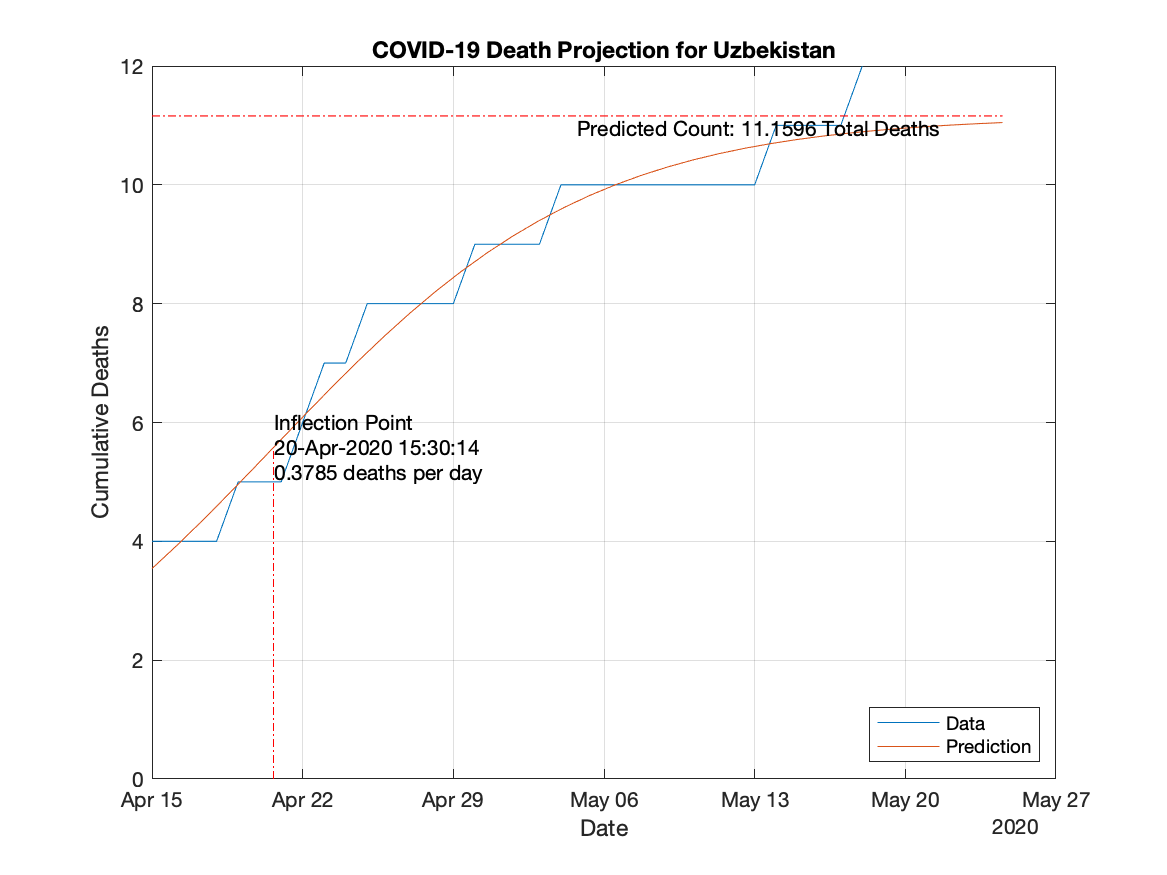 COVID-19 Death Projection for Uzbekistan
12
10
8
6
4
2
0
Cumulative Deaths
Predicted Count: 11.1596 Total Deaths
Inflection Point
20-Apr-2020 15:30:14
0.3785 deaths per day
Data
Prediction
Apr 15 Apr 22 Apr 29 May 06 May 13 May 20 May 27
Date
2020